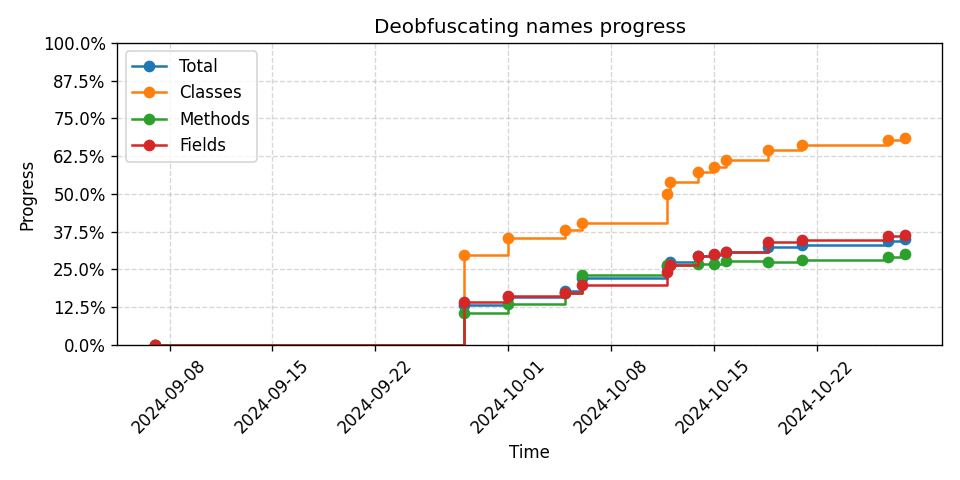 Deobfuscating names progress
100.0%
87.5%
75.0%
62.5%
50.0%
37.5%
25.0%
12.5%
0.0%
Progress
Total
Classes
Methods
Fields
2024-09-08
2024-09-15
2024-09-22
2024-10-01
2024-10-08
2024-10-15
2024-10-22
Time